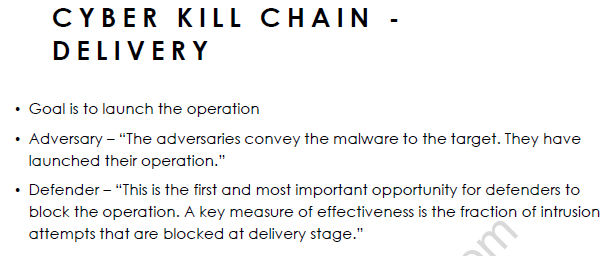 CYBER KILL CHAIN -
DELIVERY
• Goal is to launch the operation
• Adversary – “The adversaries convey the malware to the target. They have
launched their operation.”
• Defender – “This is the first and most important opportunity for defenders to
block the operation. A key measure of effectiveness is the fraction of intrusion
attempts that are blocked at delivery stage.”
om